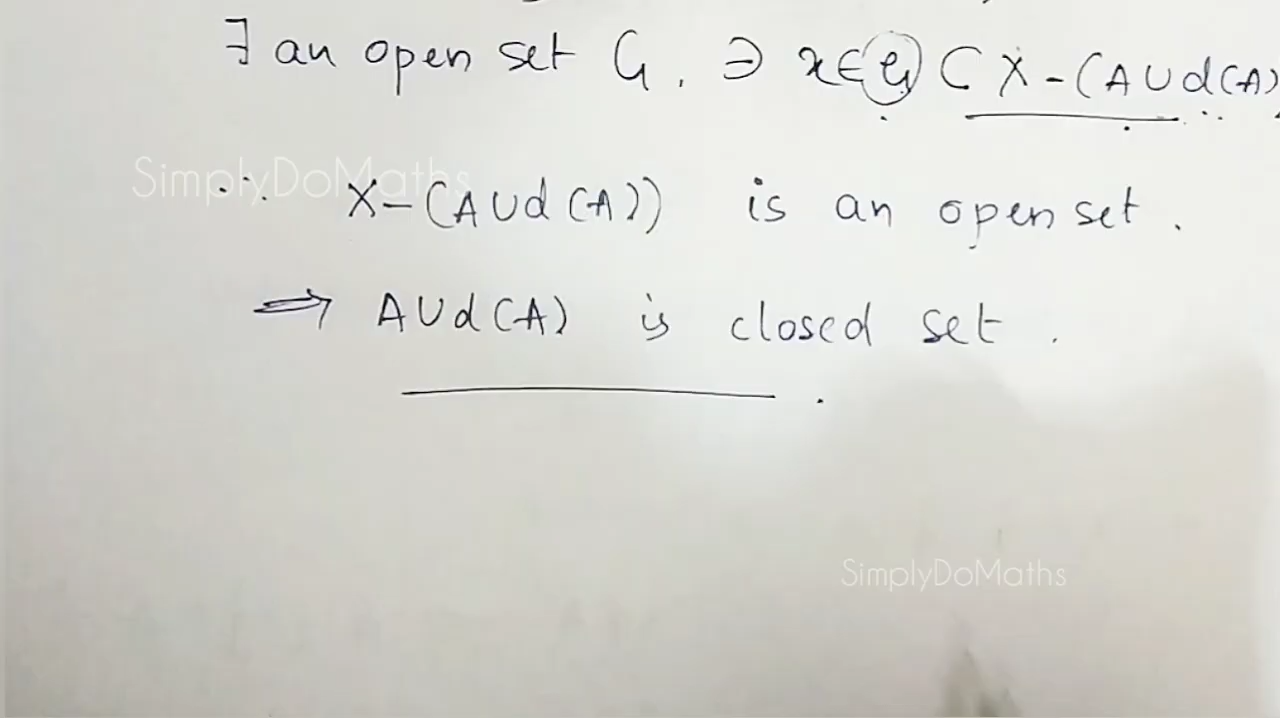 ∃ an open set G, ∋ x∈G ⊂ X-(A∪d(A)
SimplyDoMaths
∴ X-(A∪d(A)) is an open set.
⇒ A∪d(A) is closed set.
SimplyDoMaths